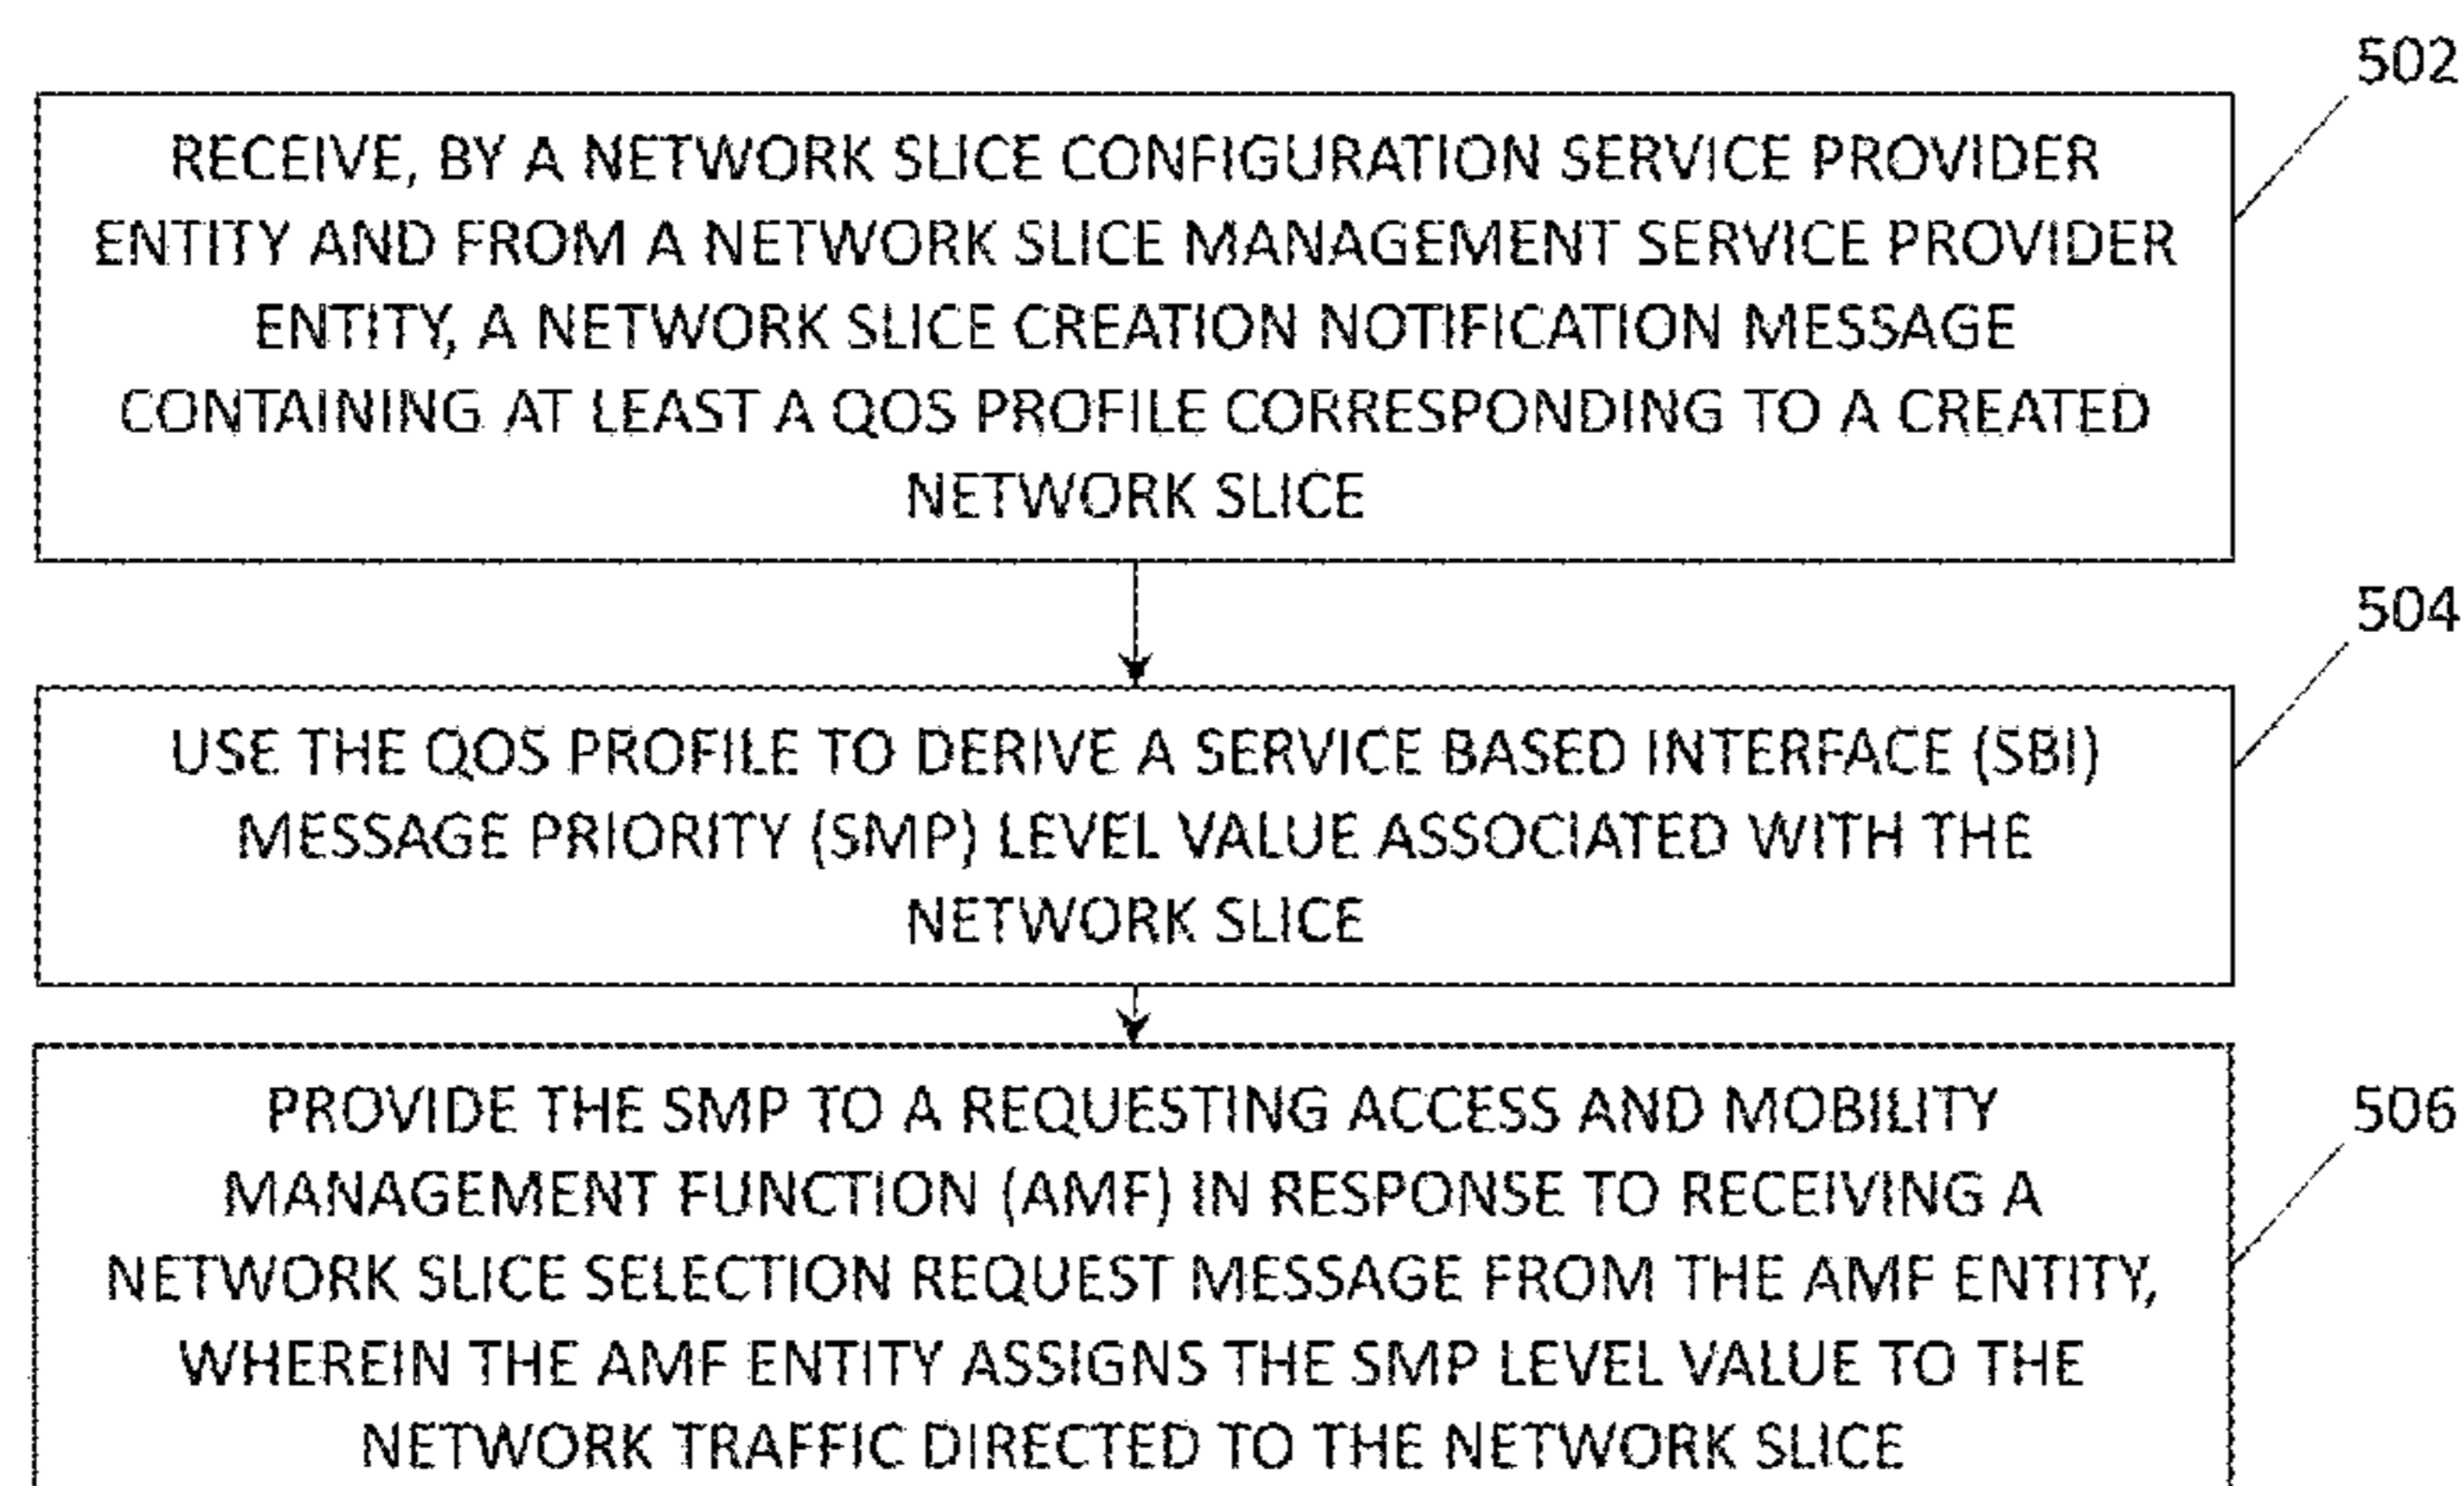 502
RECEIVE, BY A NETWORK SLICE CONFIGURATION SERVICE PROVIDER
ENTITY AND FROM A NETWORK SLICE MANAGEMENT SERVICE PROVIDER
ENTITY, A NETWORK SLICE CREATION NOTIFICATION MESSAGE
CONTAINING AT LEAST A QOS PROFILE CORRESPONDING TO A CREATED
NETWORK SLICE
504
USE THE QOS PROFILE TO DERIVE A SERVICE BASED INTERFACE (SBI)
MESSAGE PRIORITY (SMP) LEVEL VALUE ASSOCIATED WITH THE
NETWORK SLICE
506
PROVIDE THE SMP TO A REQUESTING ACCESS AND MOBILITY
MANAGEMENT FUNCTION (AMF) IN RESPONSE TO RECEIVING A
NETWORK SLICE SELECTION REQUEST MESSAGE FROM THE AMF ENTITY,
WHEREIN THE AMF ENTITY ASSIGNS THE SMP LEVEL VALUE TO THE
NETWORK TRAFFIC DIRECTED TO THE NETWORK SLICE